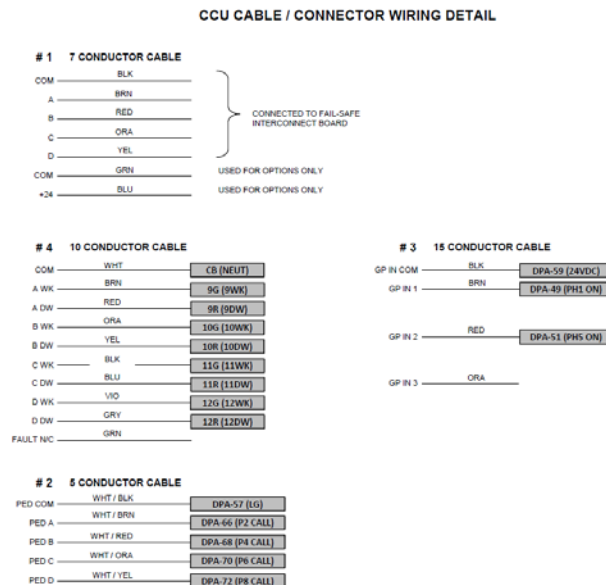 CCU CABLE / CONNECTOR WIRING DETAIL
# 1 7 CONDUCTOR CABLE
COM BLK
A BRN
B RED
C ORA
D YEL
CONNECTED TO FAIL-SAFE
INTERCONNECT BOARD
COM GRN USED FOR OPTIONS ONLY
+24 BLU USED FOR OPTIONS ONLY
# 4 10 CONDUCTOR CABLE
COM WHT CB (NEUT)
A WK BRN 9G (9WK)
A DW RED 9R (9DW)
B WK ORA 10G (10WK)
B DW YEL 10R (10DW)
C WK BLK 11G (11WK)
C DW BLU 11R (11DW)
D WK VIO 12G (12WK)
D DW GRY 12R (12DW)
FAULT N/C GRN
# 3 15 CONDUCTOR CABLE
GP IN COM BLK DPA-59 (24VDC)
GP IN 1 BRN DPA-49 (PH1 ON)
GP IN 2 RED DPA-51 (PH5 ON)
GP IN 3 ORA
# 2 5 CONDUCTOR CABLE
PED COM WHT / BLK DPA-57 (LG)
PED A WHT / BRN DPA-66 (P2 CALL)
PED B WHT / RED DPA-68 (P4 CALL)
PED C WHT / ORA DPA-70 (P6 CALL)
PED D WHT / YEL DPA-72 (P8 CALL)